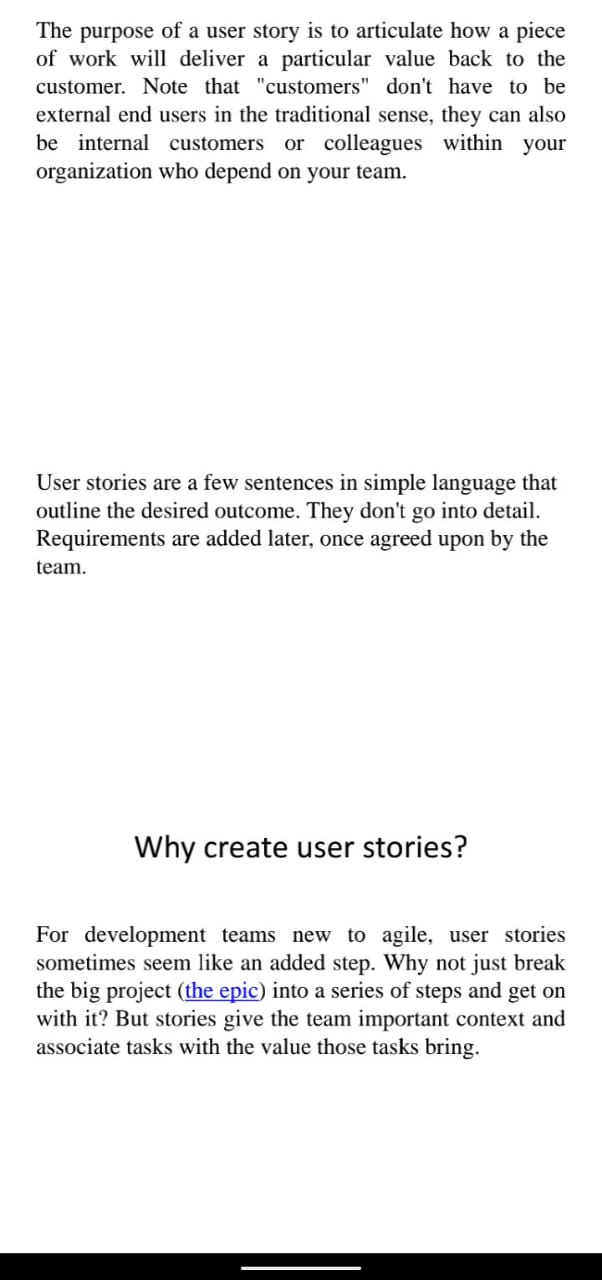 The purpose of a user story is to articulate how a piece
of work will deliver a particular value back to the
customer. Note that "customers" don't have to be
external end users in the traditional sense, they can also
be internal customers or colleagues within your
organization who depend on your team.
User stories are a few sentences in simple language that
outline the desired outcome. They don't go into detail.
Requirements are added later, once agreed upon by the
team.
Why create user stories?
For development teams new to agile, user stories
sometimes seem like an added step. Why not just break
the big project (the epic) into a series of steps and get on
with it? But stories give the team important context and
associate tasks with the value those tasks bring.